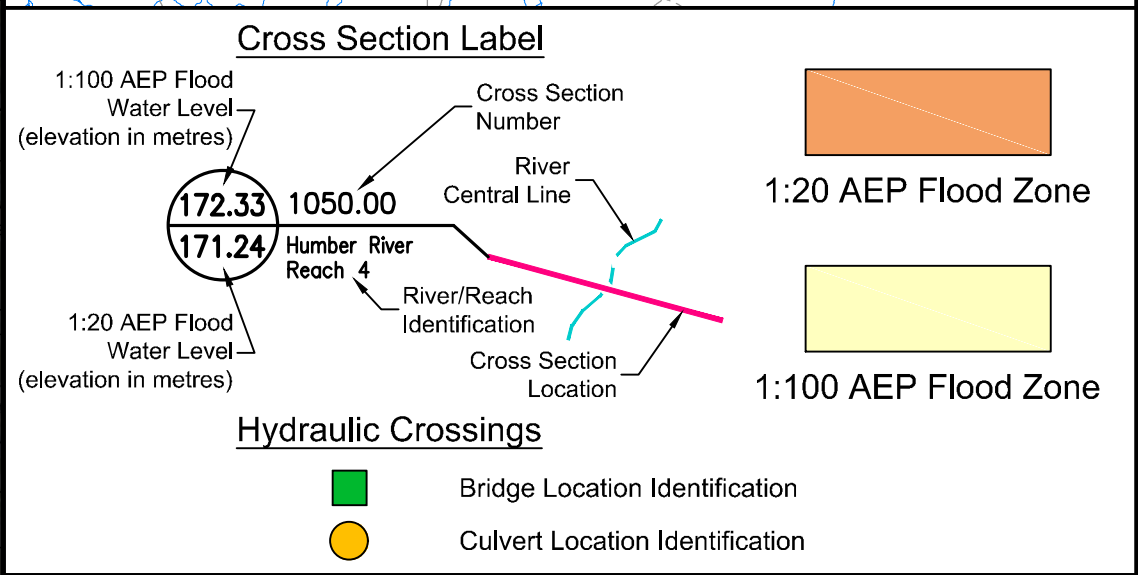 Cross Section Label
1:100 AEP Flood
Water Level
(elevation in metres)
Cross Section
Number
River
Central Line
172.33
1050.00
171.24
Humber River
Reach 4
River/Reach
Identification
1:20 AEP Flood
Water Level
(elevation in metres)
Cross Section
Location
1:20 AEP Flood Zone
1:100 AEP Flood Zone
Hydraulic Crossings
Bridge Location Identification
Culvert Location Identification